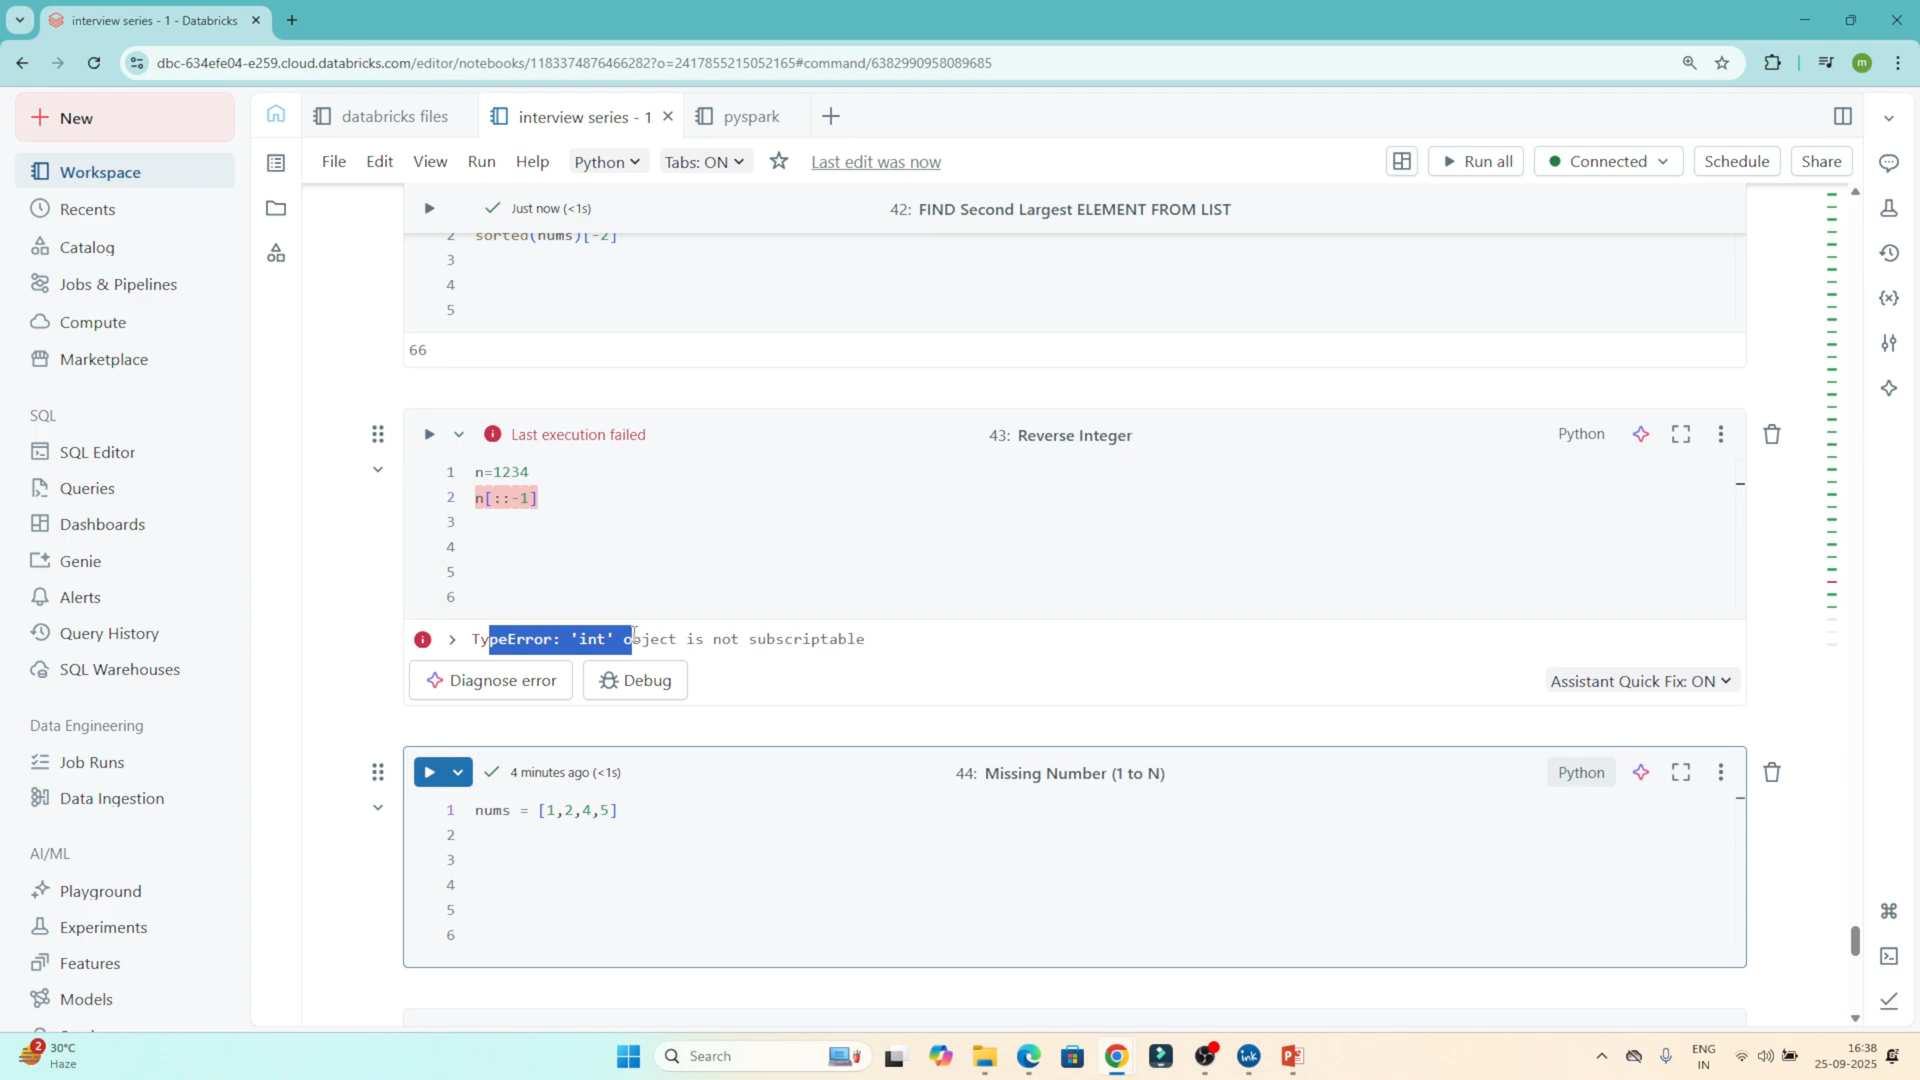 interview series - 1 - Databricks
dbc-634efe04-e259.cloud.databricks.com/editor/notebooks/1183374876466282?o=2417855215052165#command/6382990958089685
m
New
databricks files
interview series - 1
pyspark
File Edit View Run Help Python Tabs: ON Last edit was now
Connected
Run all
Schedule
Share
Workspace
Recents
Catalog
Jobs & Pipelines
Compute
Marketplace
SQL
SQL Editor
Queries
Dashboards
Genie
Alerts
Query History
SQL Warehouses
Data Engineering
Job Runs
Data Ingestion
AI/ML
Playground
Experiments
Features
Models
Just now (<1s)
42: FIND Second Largest ELEMENT FROM LIST
2 sorted(nums)[-2]
3
4
5
66
Last execution failed
43: Reverse Integer
Python
1 n=1234
2 n[::-1]
3
4
5
6
TypeError: 'int' object is not subscriptable
Diagnose error
Debug
Assistant Quick Fix: ON
4 minutes ago (<1s)
44: Missing Number (1 to N)
Python
1 nums = [1,2,4,5]
2
3
4
5
6
2
30°C
Haze
Search
ink
ENG
IN
16:38
25-09-2025